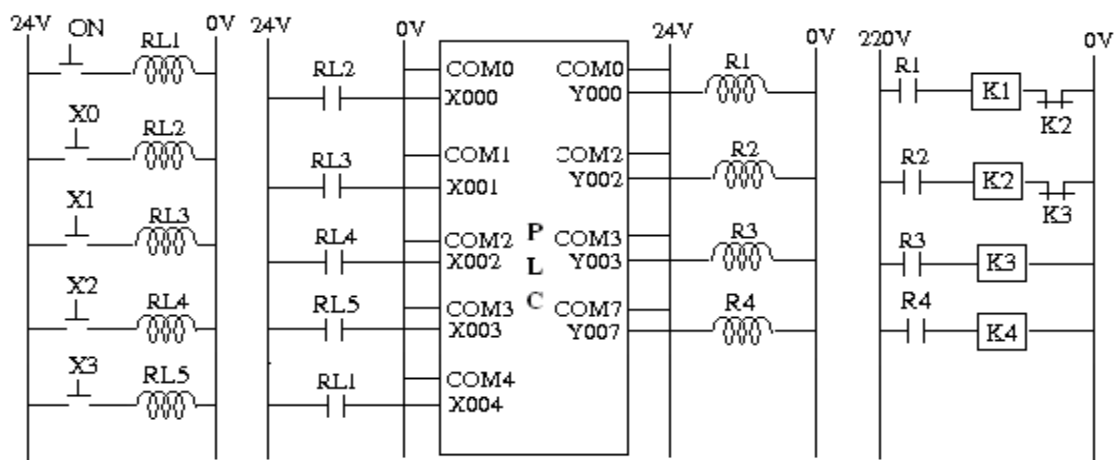 24V 0V
ON RL1
X0 RL2
X1 RL3
X2 RL4
X3 RL5
24V 0V
RL2
RL3
RL4
RL5
RL1
COM0
X000
COM1
X001
COM2
X002
COM3
X003
COM4
X004
P
L
C
COM0
Y000
COM2
Y002
COM3
Y003
COM7
Y007
24V 0V
R1
R2
R3
R4
220V 0V
R1 K1 K2
R2 K2 K3
R3 K3
R4 K4